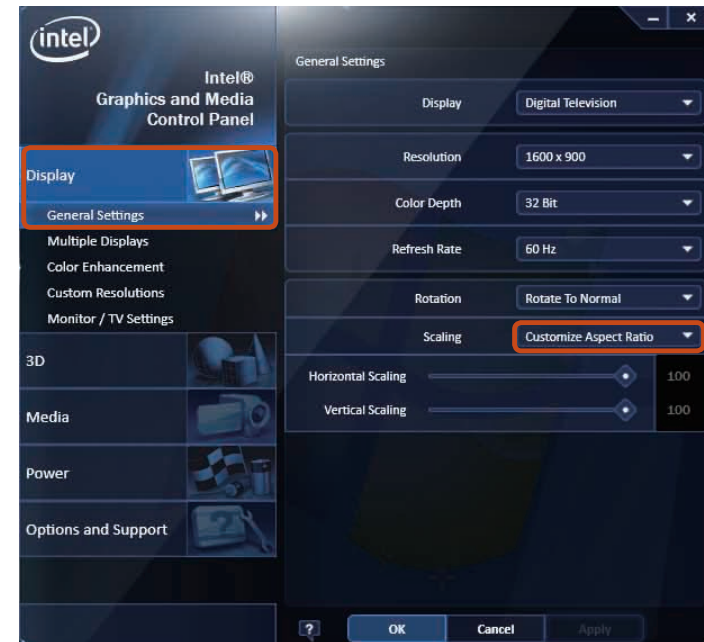 intel
Intel®
Graphics and Media
Control Panel
Display
General Settings
Multiple Displays
Color Enhancement
Custom Resolutions
Monitor / TV Settings
3D
Media
Power
Options and Support
General Settings
Display Digital Television
Resolution 1600 x 900
Color Depth 32 Bit
Refresh Rate 60 Hz
Rotation Rotate To Normal
Scaling Customize Aspect Ratio
Horizontal Scaling 100
Vertical Scaling 100
? OK Cancel Apply